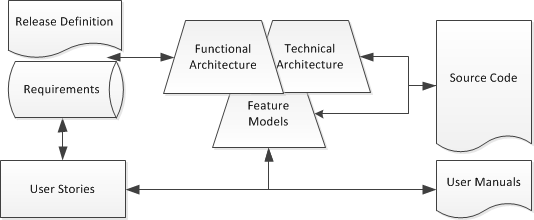 Release Definition
Requirements
User Stories
Functional
Architecture
Technical
Architecture
Feature
Models
Source Code
User Manuals